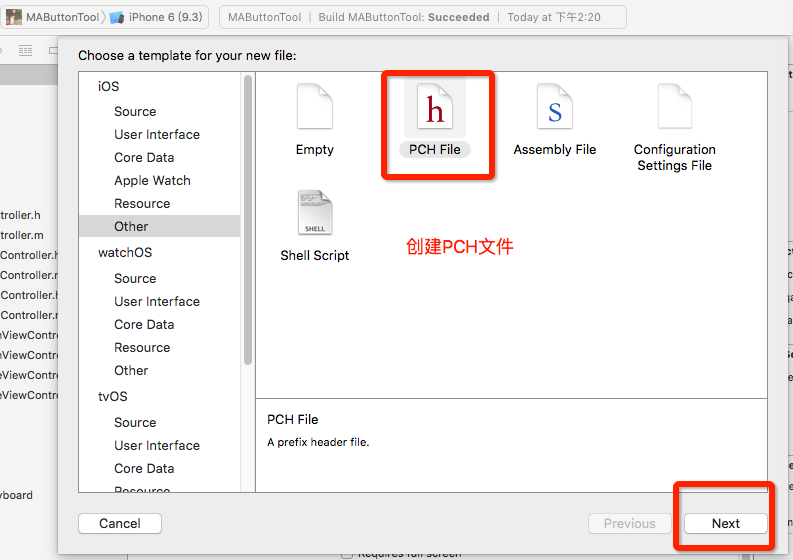 MAButtonTool
iPhone 6 (9.3)
MAButtonTool | Build MAButtonTool: Succeeded | Today at 下午2:20
Choose a template for your new file:
iOS
Source
User Interface
Core Data
Apple Watch
Resource
Other
watchOS
Source
User Interface
Core Data
Resource
Other
tvOS
Source
User Interface
Core Data
Resource
Empty
h
PCH File
S
Assembly File
Configuration
Settings File
SHELL
Shell Script
创建PCH文件
PCH File
A prefix header file.
Cancel
Previous
Next
troller.h
troller.m
Controller.h
Controller.
Controller.h
Controller.
ViewContr
ViewContr
ViewContr
ViewContr
yboard
Requires full screen